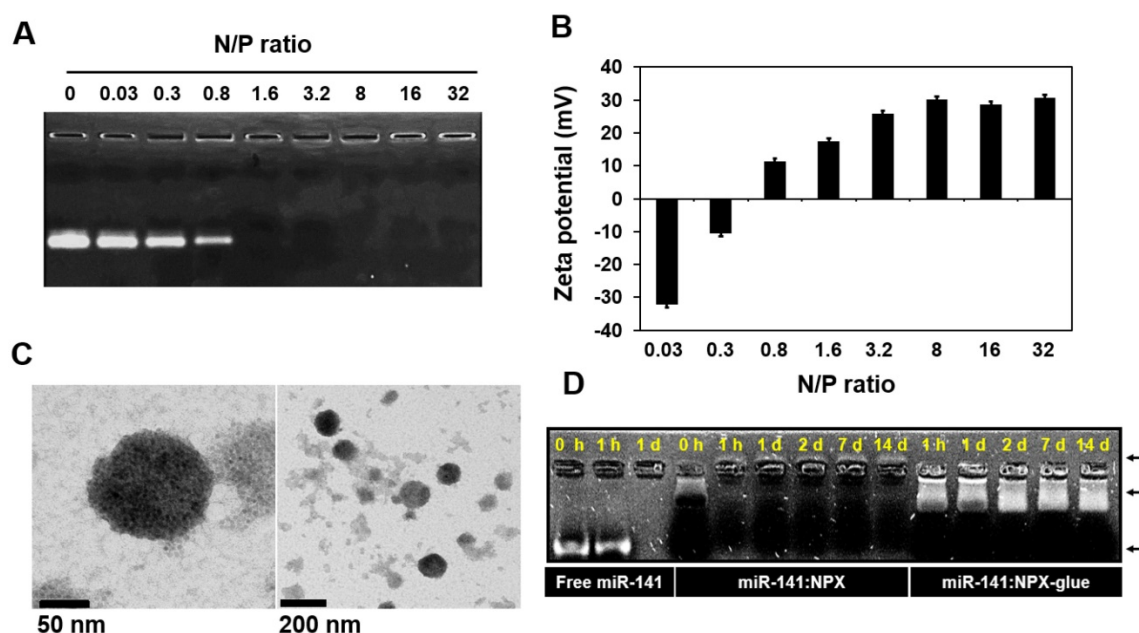 A
N/P ratio
0 0.03 0.3 0.8 1.6 3.2 8 16 32
B
Zeta potential (mV)
40
30
20
10
0
-10
-20
-30
-40
0.03 0.3 0.8 1.6 3.2 8 16 32
N/P ratio
C
50 nm
200 nm
D
0 h 1 h 1 d 0 h 1 h 1 d 2 d 7 d 14 d 1 h 1 d 2 d 7 d 14 d
Free miR-141 miR-141:NPX miR-141:NPX-glue